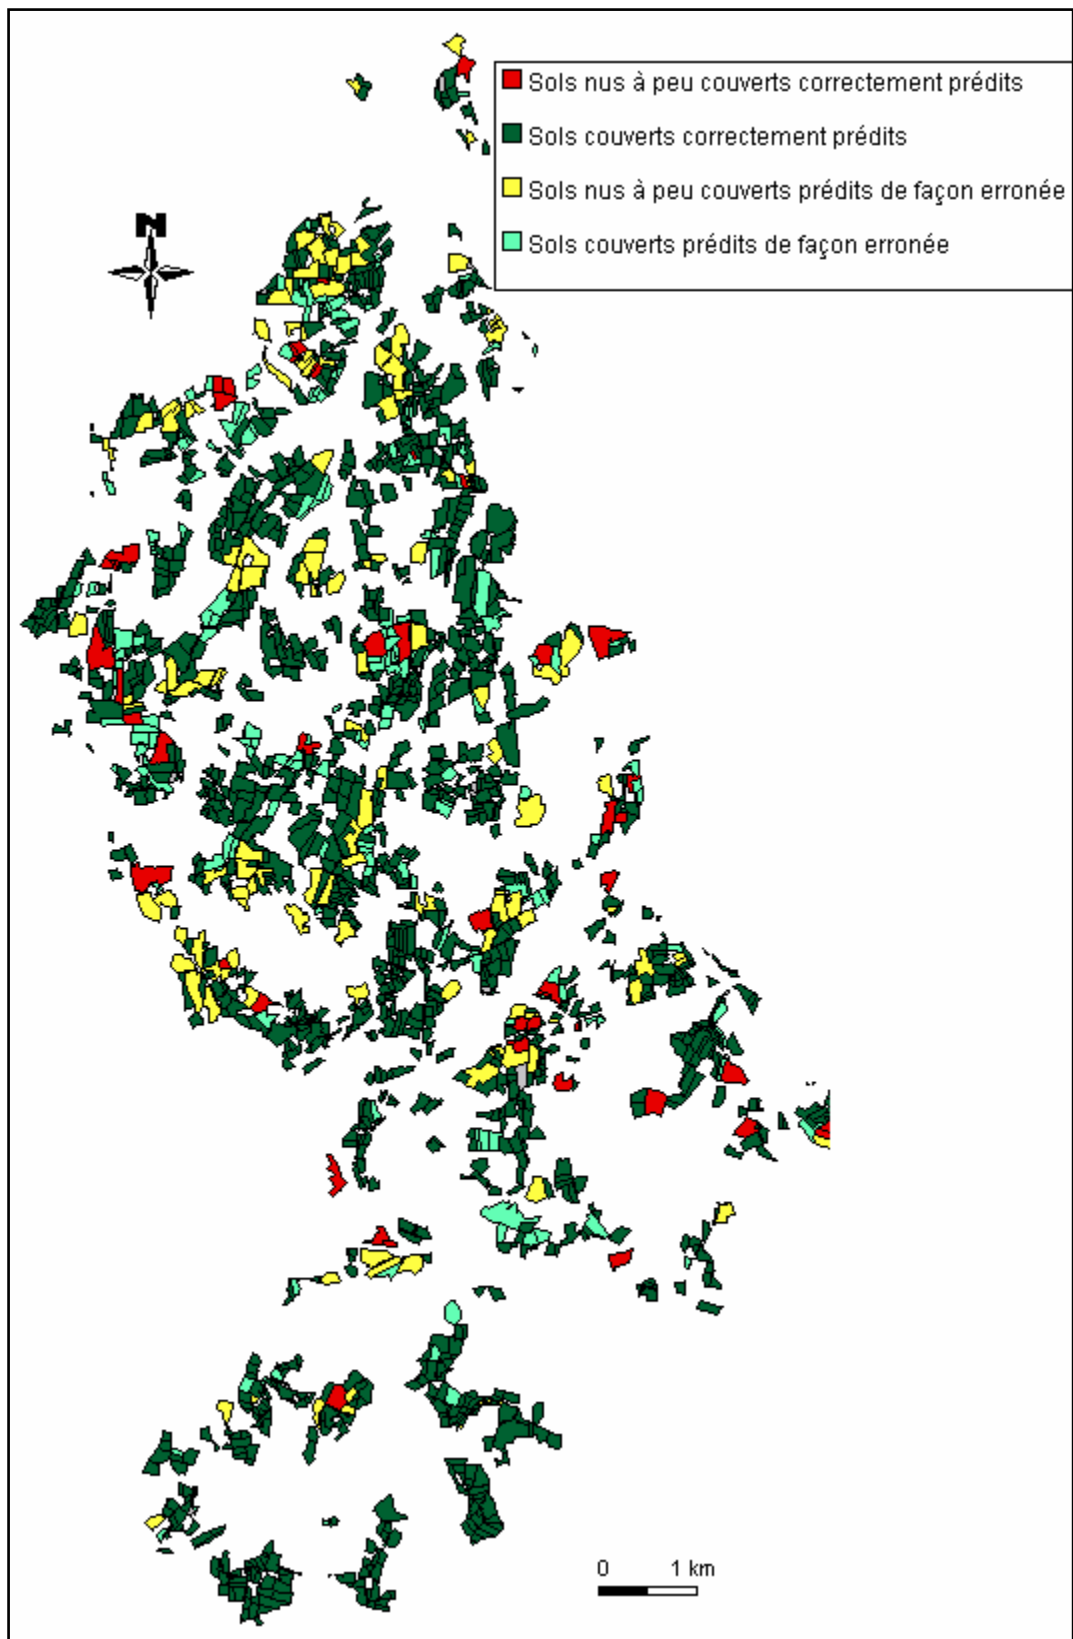 Sols nus à peu couverts correctement prédits
Sols couverts correctement prédits
Sols nus à peu couverts prédits de façon erronée
Sols couverts prédits de façon erronée
N
0 1 km